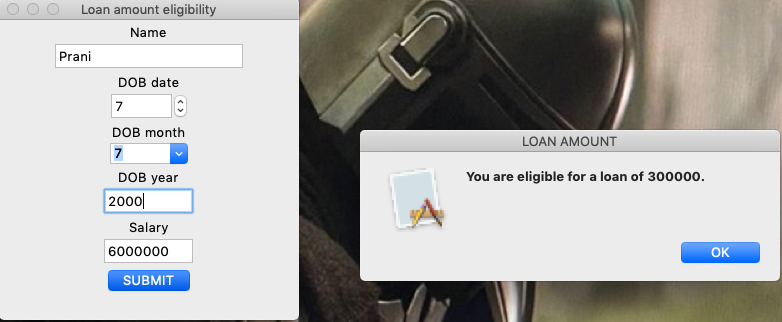 Loan amount eligibility
Name
Prani
DOB date
7
DOB month
7
DOB year
2000
Salary
6000000
SUBMIT
LOAN AMOUNT
You are eligible for a loan of 300000.
OK